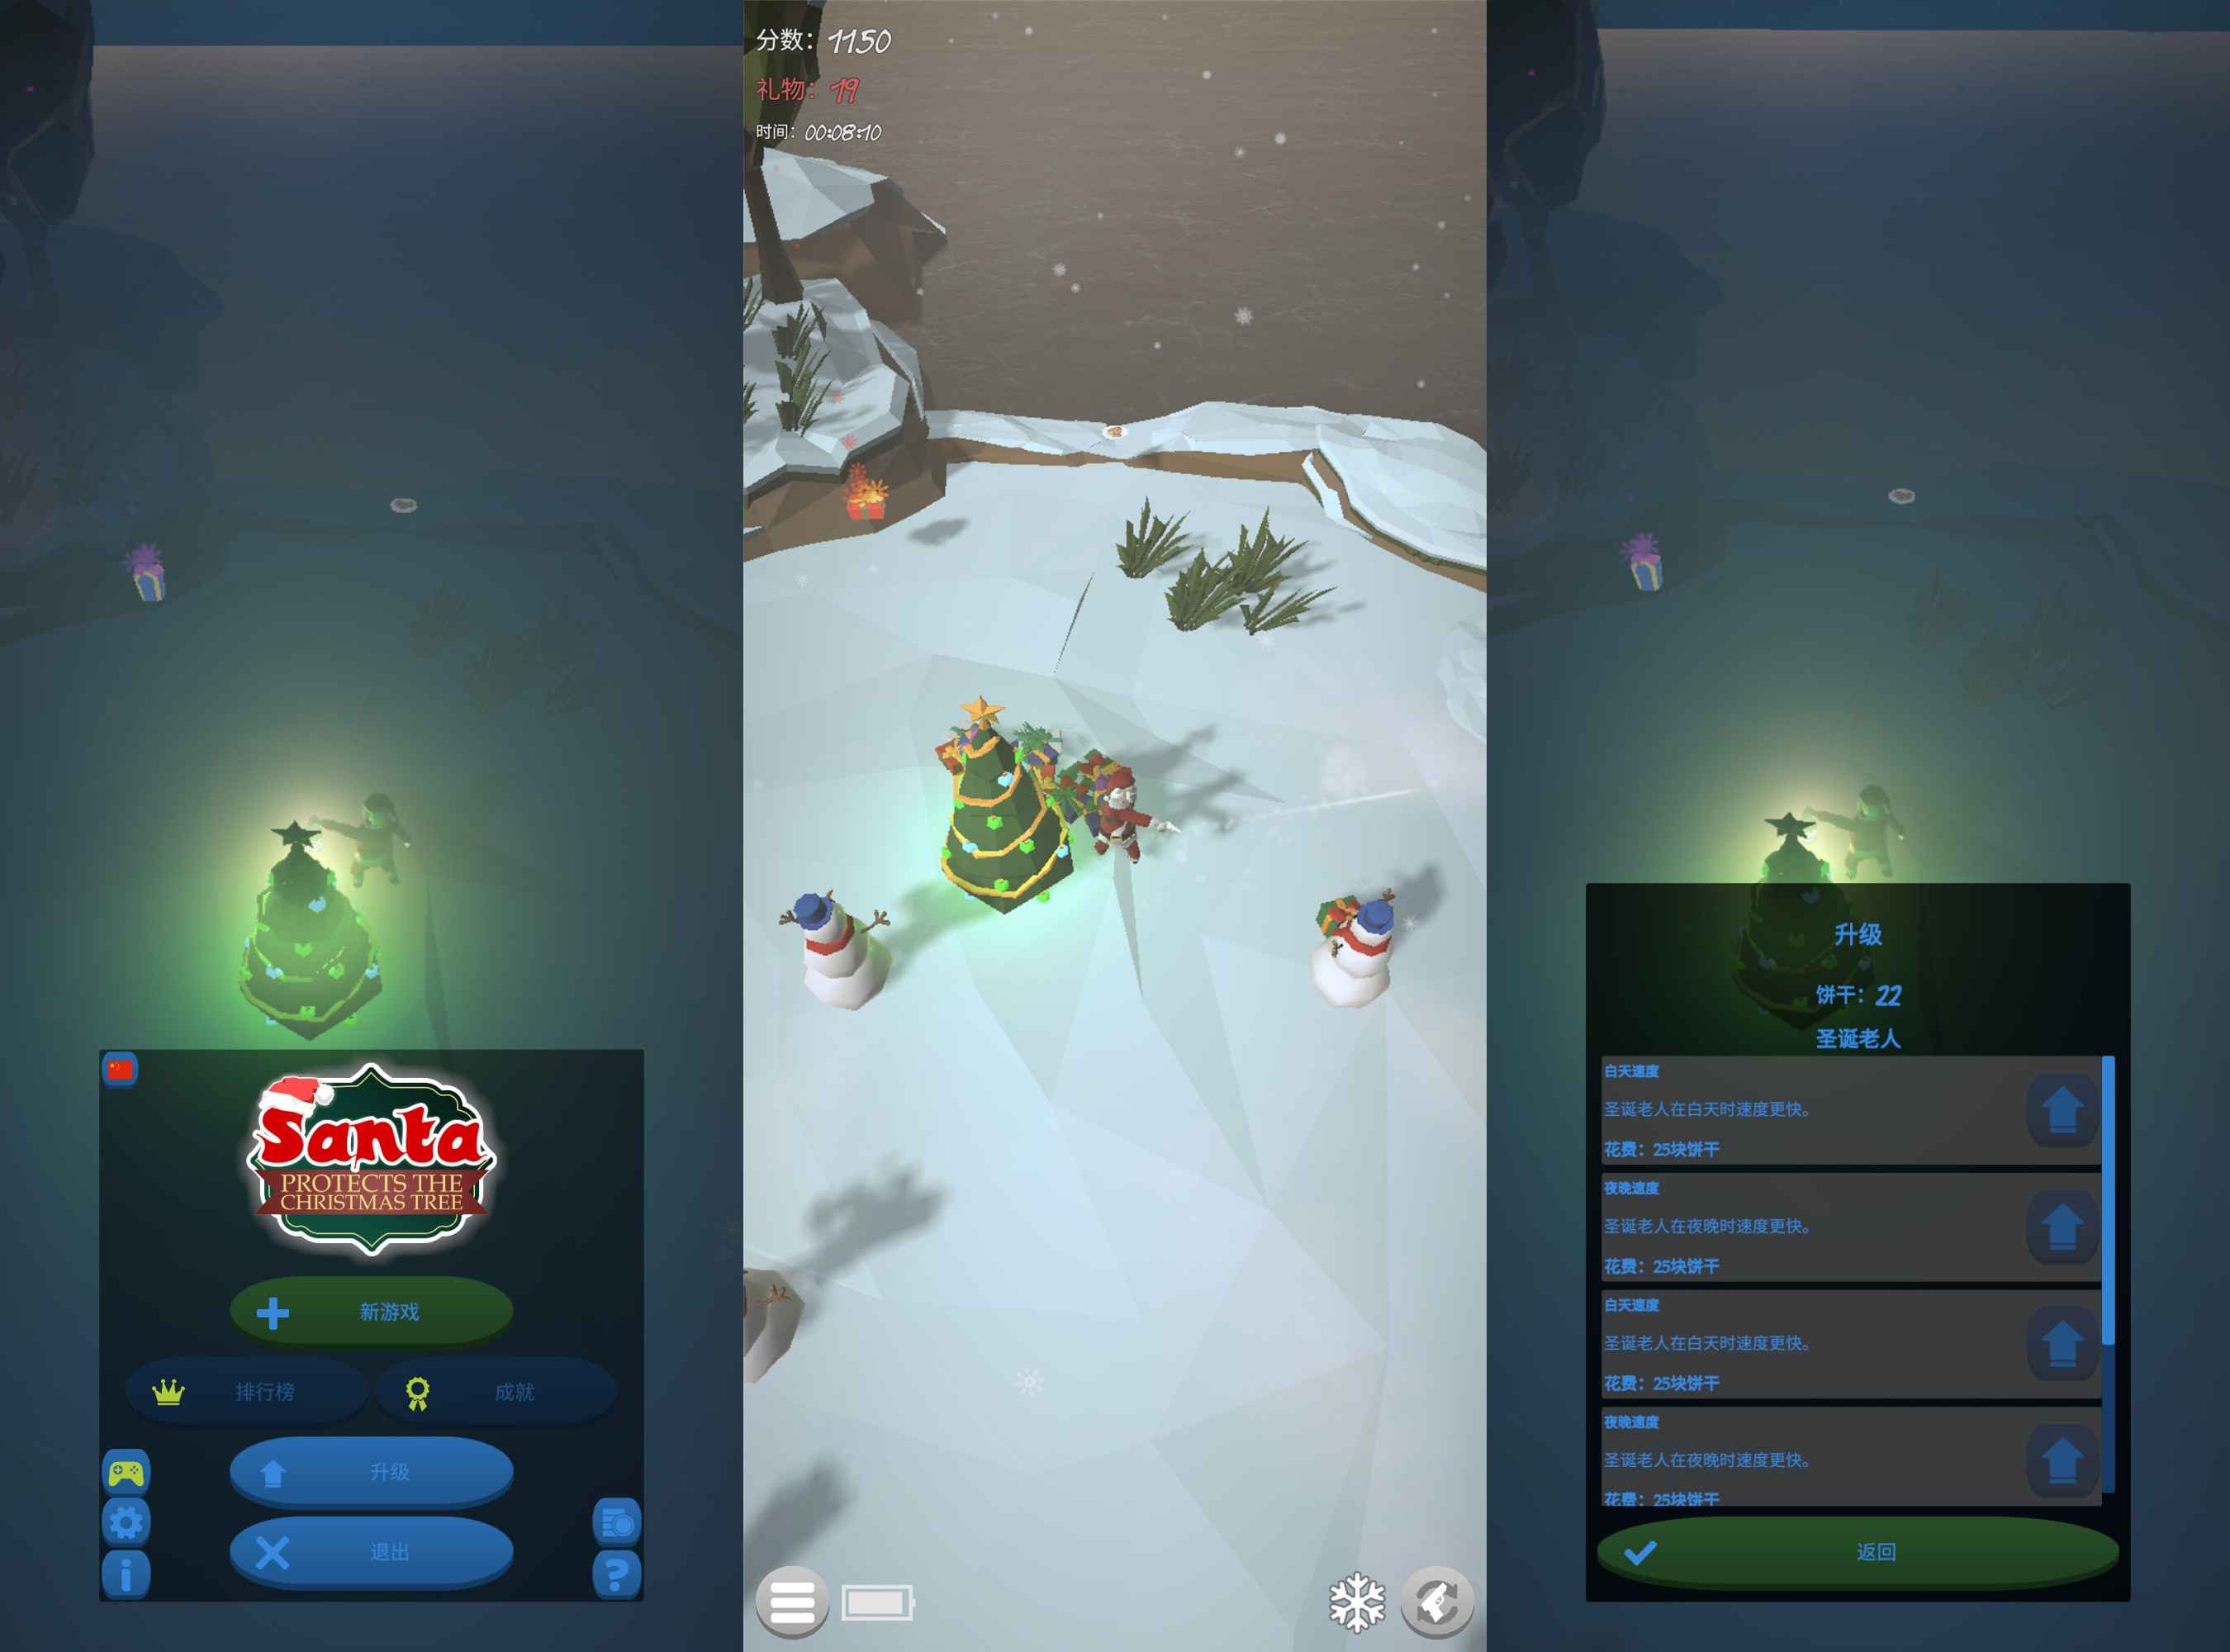 Santa
PROTECTS THE
CHRISTMAS TREE
新游戏
排行榜
成就
升级
退出
分数：1150
礼物：19
时间：00:08:10
升级
饼干：22
圣诞老人
白天速度
圣诞老人在白天时速度更快。
花费：25块饼干
夜晚速度
圣诞老人在夜晚时速度更快。
花费：25块饼干
白天速度
圣诞老人在白天时速度更快。
花费：25块饼干
夜晚速度
圣诞老人在夜晚时速度更快。
花费：25块饼干
返回